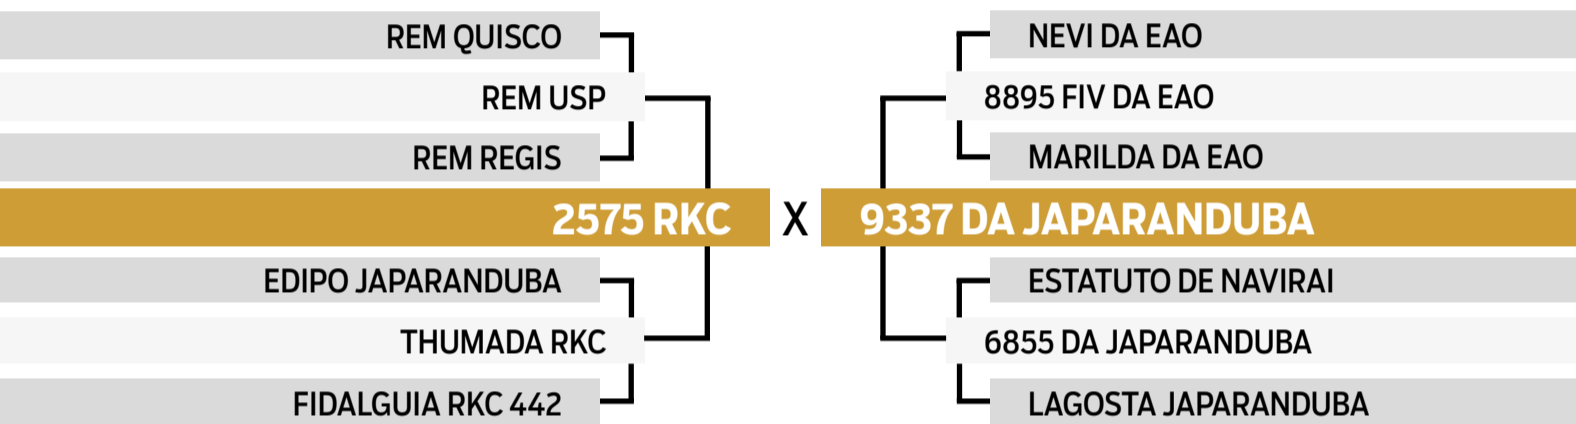 REM QUISCO
REM USP
REM REGIS
2575 RKC
EDIPO JAPARANDUBA
THUMADA RKC
FIDALGUIA RKC 442
X
NEVI DA EAO
8895 FIV DA EAO
MARILDA DA EAO
9337 DA JAPARANDUBA
ESTATUTO DE NAVIRAI
6855 DA JAPARANDUBA
LAGOSTA JAPARANDUBA